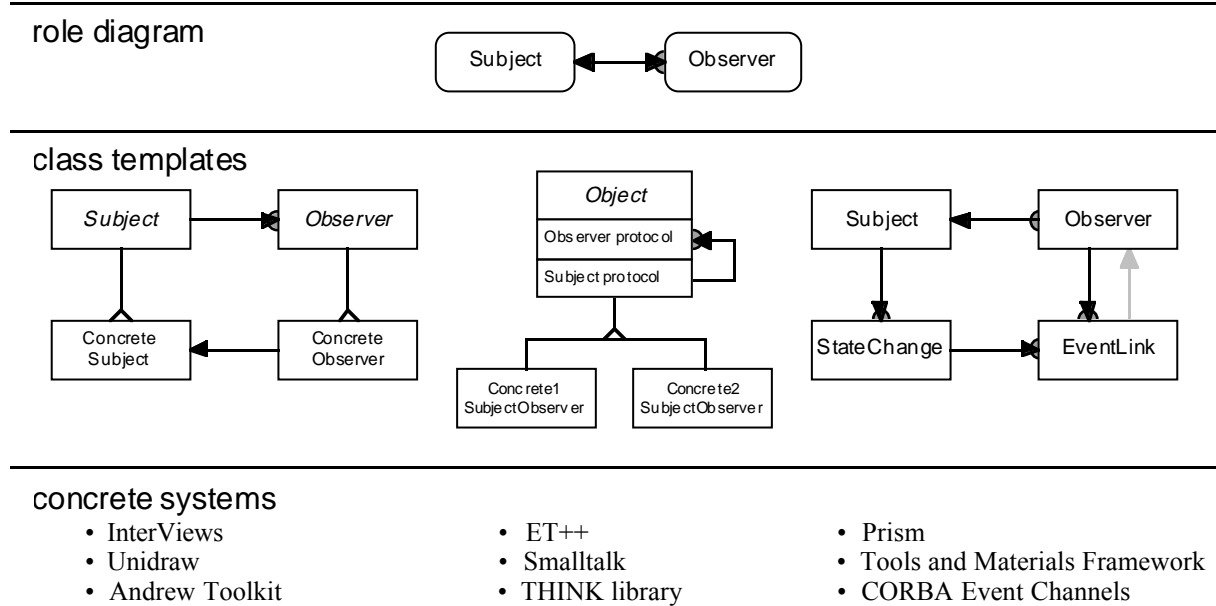 role diagram
Subject
Observer
class templates
Subject
Observer
Concrete
Subject
Concrete
Observer
Object
Observer protocol
Subject protocol
Concrete1
SubjectObserver
Concrete2
SubjectObserver
Subject
Observer
StateChange
EventLink
concrete systems
• InterViews
• Unidraw
• Andrew Toolkit
• ET++
• Smalltalk
• THINK library
• Prism
• Tools and Materials Framework
• CORBA Event Channels